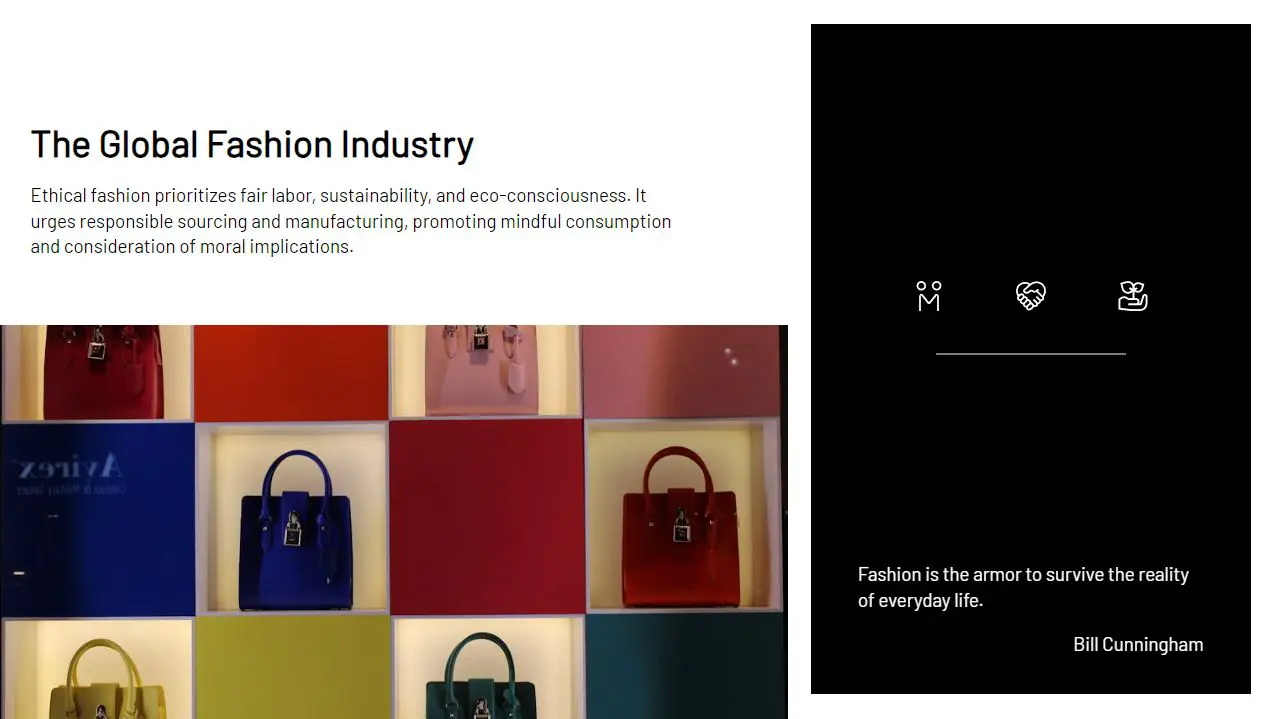 The Global Fashion Industry
Ethical fashion prioritizes fair labor, sustainability, and eco-consciousness. It
urges responsible sourcing and manufacturing, promoting mindful consumption
and consideration of moral implications.
Avirex
Fashion is the armor to survive the reality
of everyday life.
Bill Cunningham